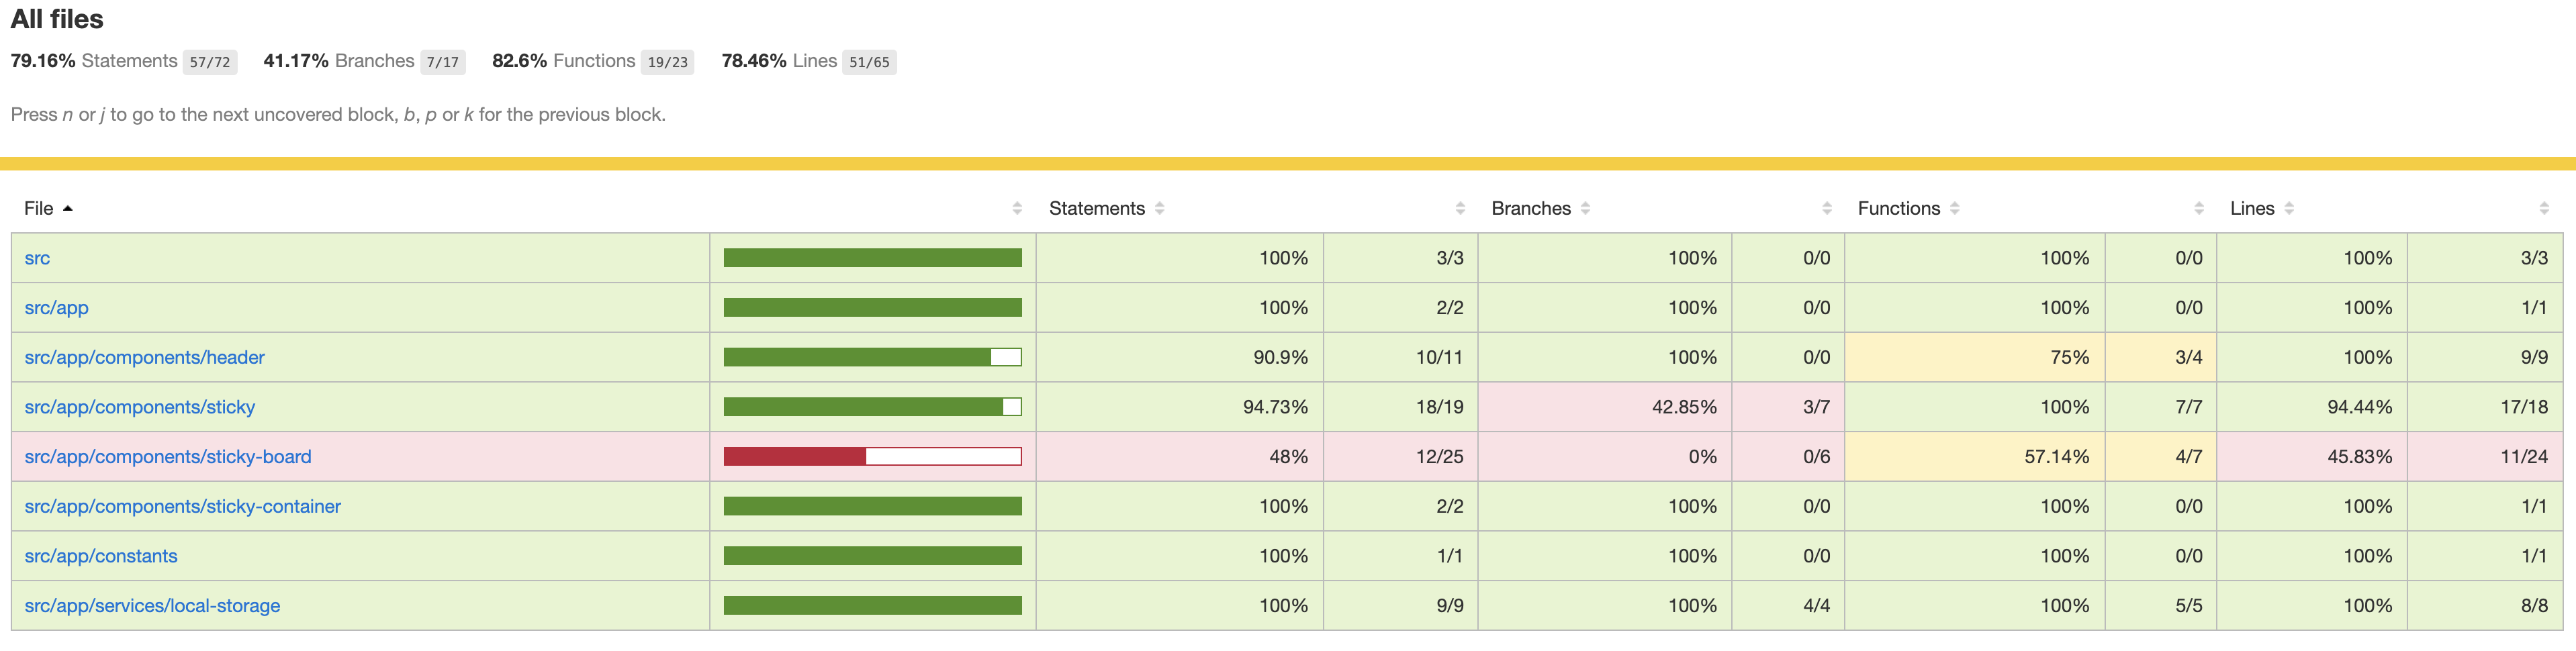 All files
79.16% Statements 57/72 41.17% Branches 7/17 82.6% Functions 19/23 78.46% Lines 51/65
Press n or j to go to the next uncovered block, b, p or k for the previous block.
File Statements Branches Functions Lines
src 100% 3/3 100% 0/0 100% 0/0 100% 3/3
src/app 100% 2/2 100% 0/0 100% 0/0 100% 1/1
src/app/components/header 90.9% 10/11 100% 0/0 75% 3/4 100% 9/9
src/app/components/sticky 94.73% 18/19 42.85% 3/7 100% 7/7 94.44% 17/18
src/app/components/sticky-board 48% 12/25 0% 0/6 57.14% 4/7 45.83% 11/24
src/app/components/sticky-container 100% 2/2 100% 0/0 100% 0/0 100% 1/1
src/app/constants 100% 1/1 100% 0/0 100% 0/0 100% 1/1
src/app/services/local-storage 100% 9/9 100% 4/4 100% 5/5 100% 8/8